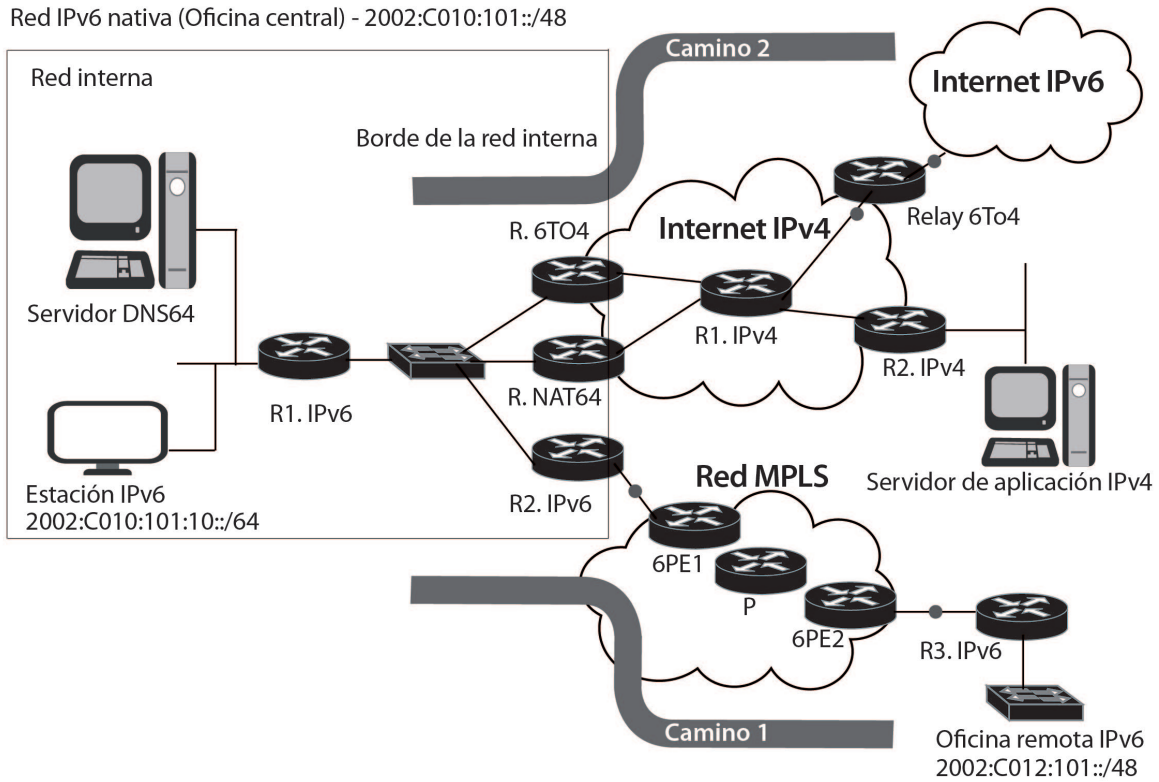 Red IPv6 nativa (Oficina central) - 2002:C010:101::/48
Red interna
Camino 2
Internet IPv6
Borde de la red interna
Servidor DNS64
R. 6TO4
Internet IPv4
Relay 6To4
R1. IPv4
R2. IPv4
R1. IPv6
R. NAT64
Servidor de aplicación IPv4
Estación IPv6
2002:C010:101:10::/64
R2. IPv6
Red MPLS
6PE1
P
6PE2
R3. IPv6
Camino 1
Oficina remota IPv6
2002:C012:101::/48